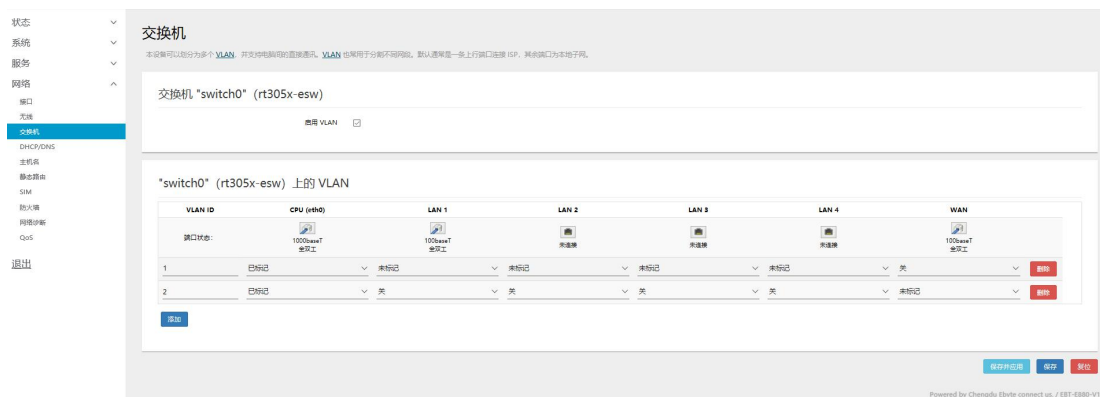 状态
系统
服务
网络
接口
无线
交换机
DHCP/DNS
主机名
静态路由
SIM
防火墙
网络诊断
QoS
退出
交换机
本设备可以划分为多个 VLAN，并支持电脑间的直接通讯。VLAN 也常用于分割不同网段。默认通常是一条上行端口连接 ISP，其余端口为本地子网。
交换机 "switch0"（rt305x-esw）
启用 VLAN
"switch0"（rt305x-esw）上的 VLAN
VLAN ID CPU (eth0) LAN 1 LAN 2 LAN 3 LAN 4 WAN
端口状态: 1000baseT 全双工 100baseT 全双工 未连接 未连接 未连接 100baseT 全双工
1 已标记 未标记 未标记 未标记 未标记 关 删除
2 已标记 关 关 关 关 未标记 删除
添加
保存并应用 保存 复位
Powered by Chengdu Ebyte connect us. / EBT-E880-V1